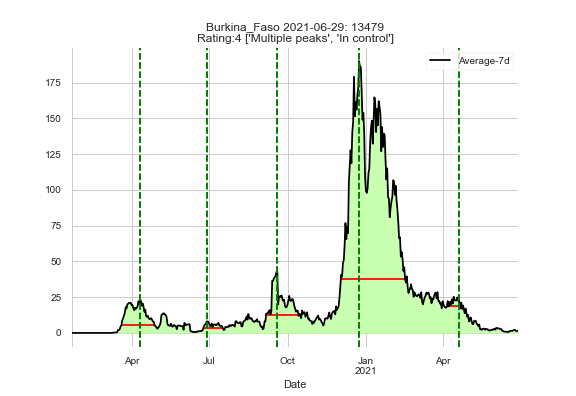 Burkina_Faso 2021-06-29: 13479
Rating:4 ['Multiple peaks', 'In control']
Average-7d
175
150
125
100
75
50
25
0
Apr
Jul
Oct
Jan
2021
Apr
Date